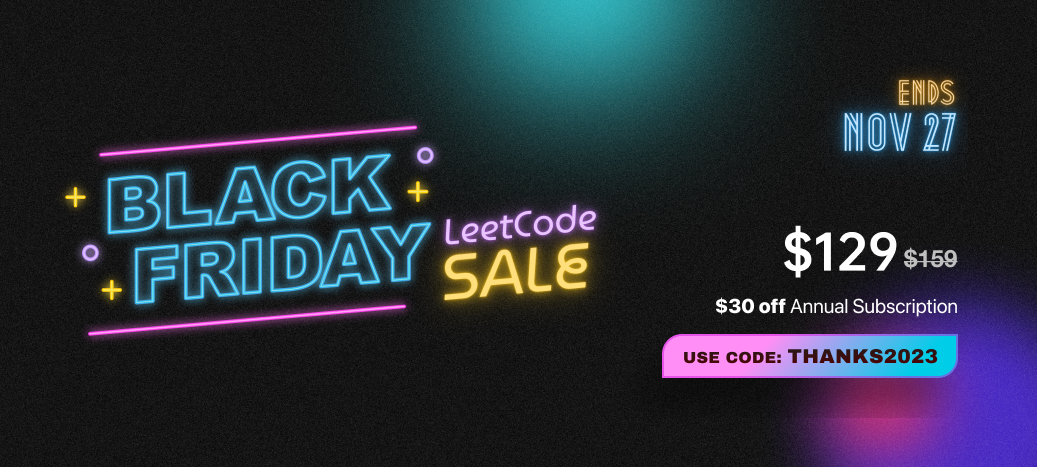 BLACK
FRIDAY
LeetCode
SALE
ENDS
NOV 27
$129 $159
$30 off Annual Subscription
USE CODE: THANKS2023